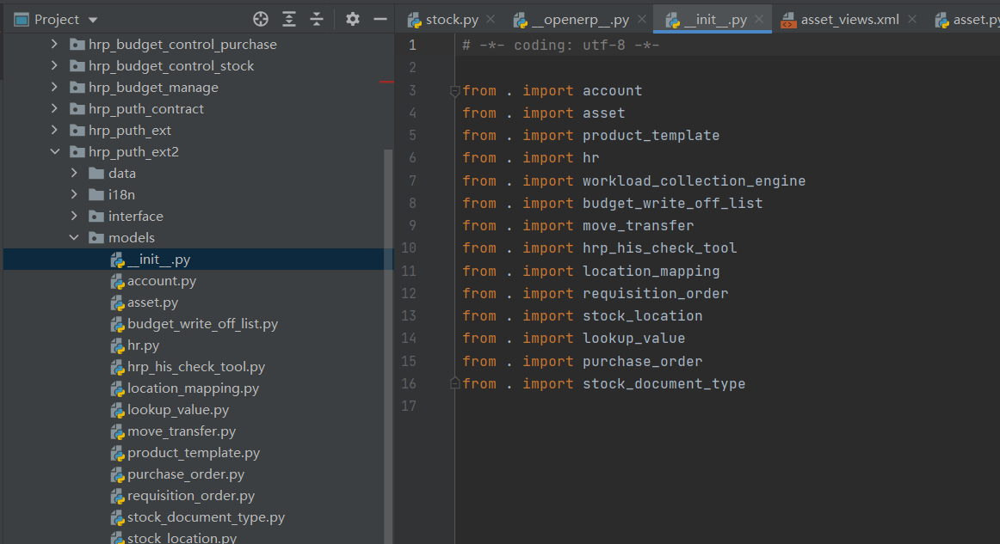 Project
hrp_budget_control_purchase
hrp_budget_control_stock
hrp_budget_manage
hrp_puth_contract
hrp_puth_ext
hrp_puth_ext2
data
i18n
interface
models
__init__.py
account.py
asset.py
budget_write_off_list.py
hr.py
hrp_his_check_tool.py
location_mapping.py
lookup_value.py
move_transfer.py
product_template.py
purchase_order.py
requisition_order.py
stock_document_type.py
stock_location.py
stock.py __openerp__.py __init__.py asset_views.xml asset.py
1 # -*- coding: utf-8 -*-
2
3 from . import account
4 from . import asset
5 from . import product_template
6 from . import hr
7 from . import workload_collection_engine
8 from . import budget_write_off_list
9 from . import move_transfer
10 from . import hrp_his_check_tool
11 from . import location_mapping
12 from . import requisition_order
13 from . import stock_location
14 from . import lookup_value
15 from . import purchase_order
16 from . import stock_document_type
17